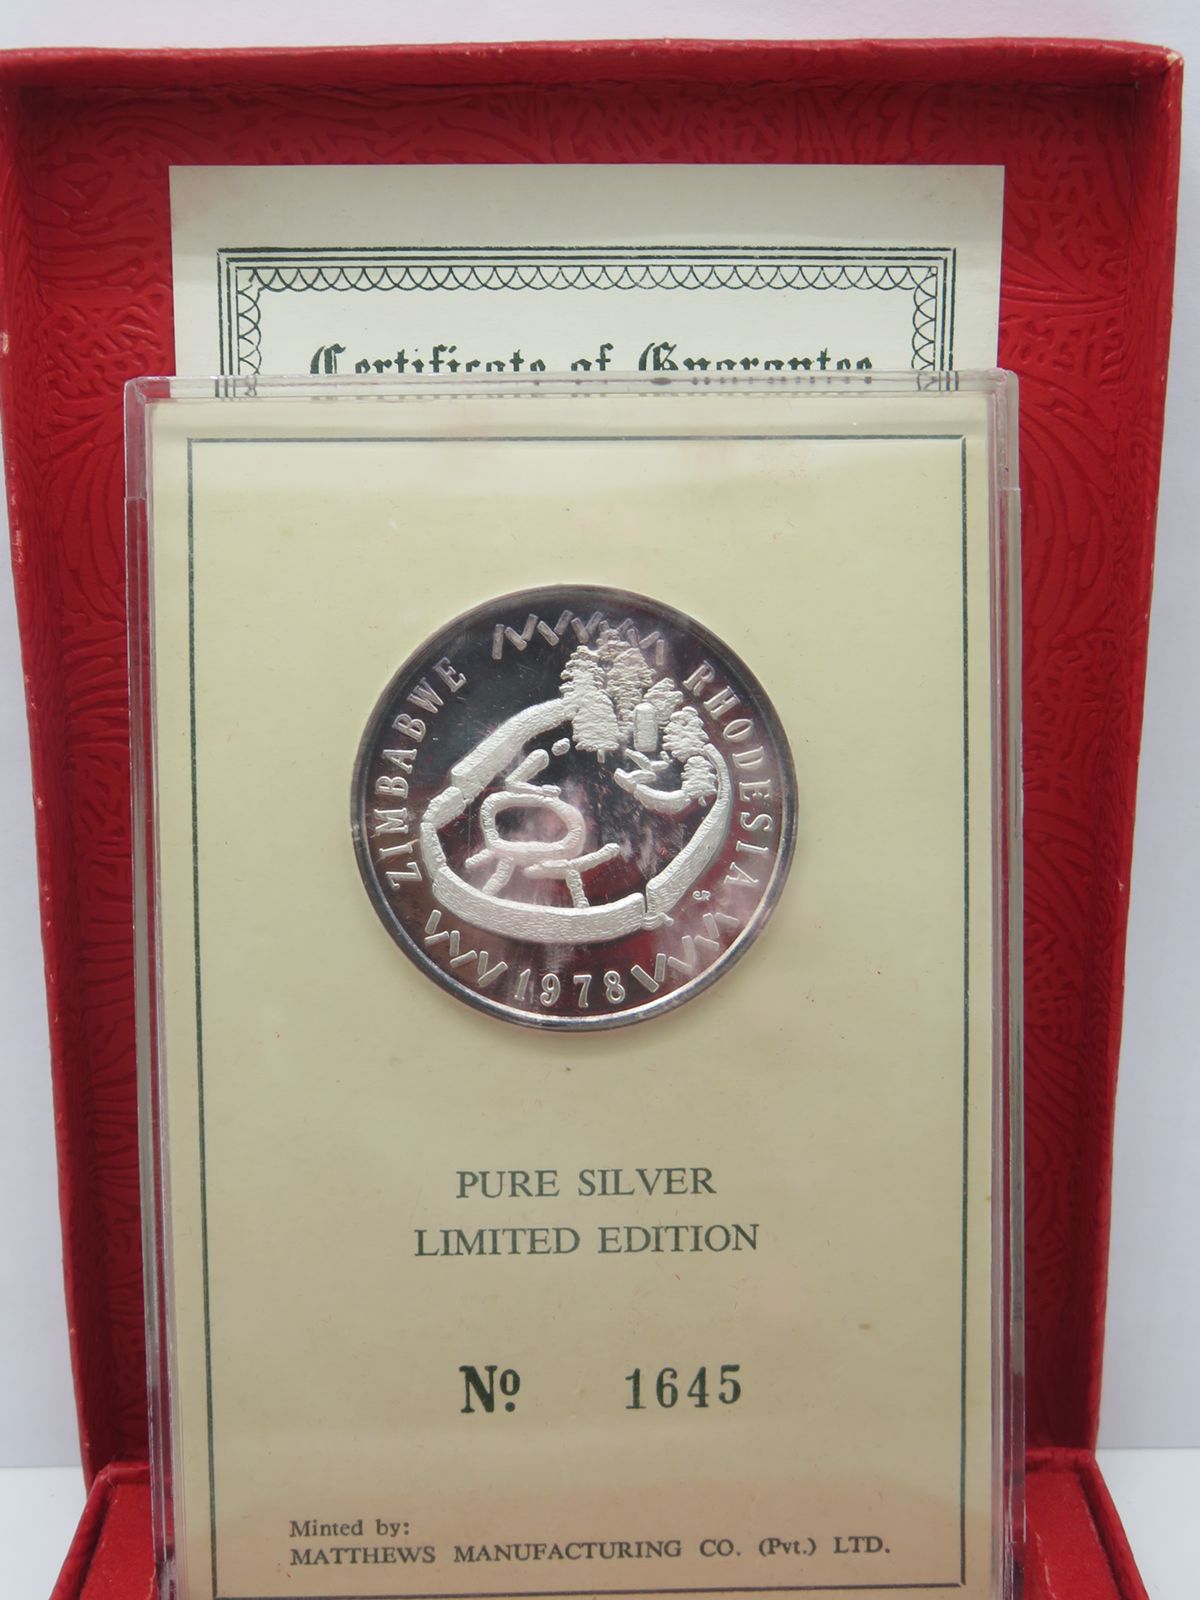 Certificate of Guarantee
ZIMBABWE RHODESIA
CR
1978
PURE SILVER
LIMITED EDITION
Nº 1645
Minted by:
MATTHEWS MANUFACTURING CO. (Pvt.) LTD.